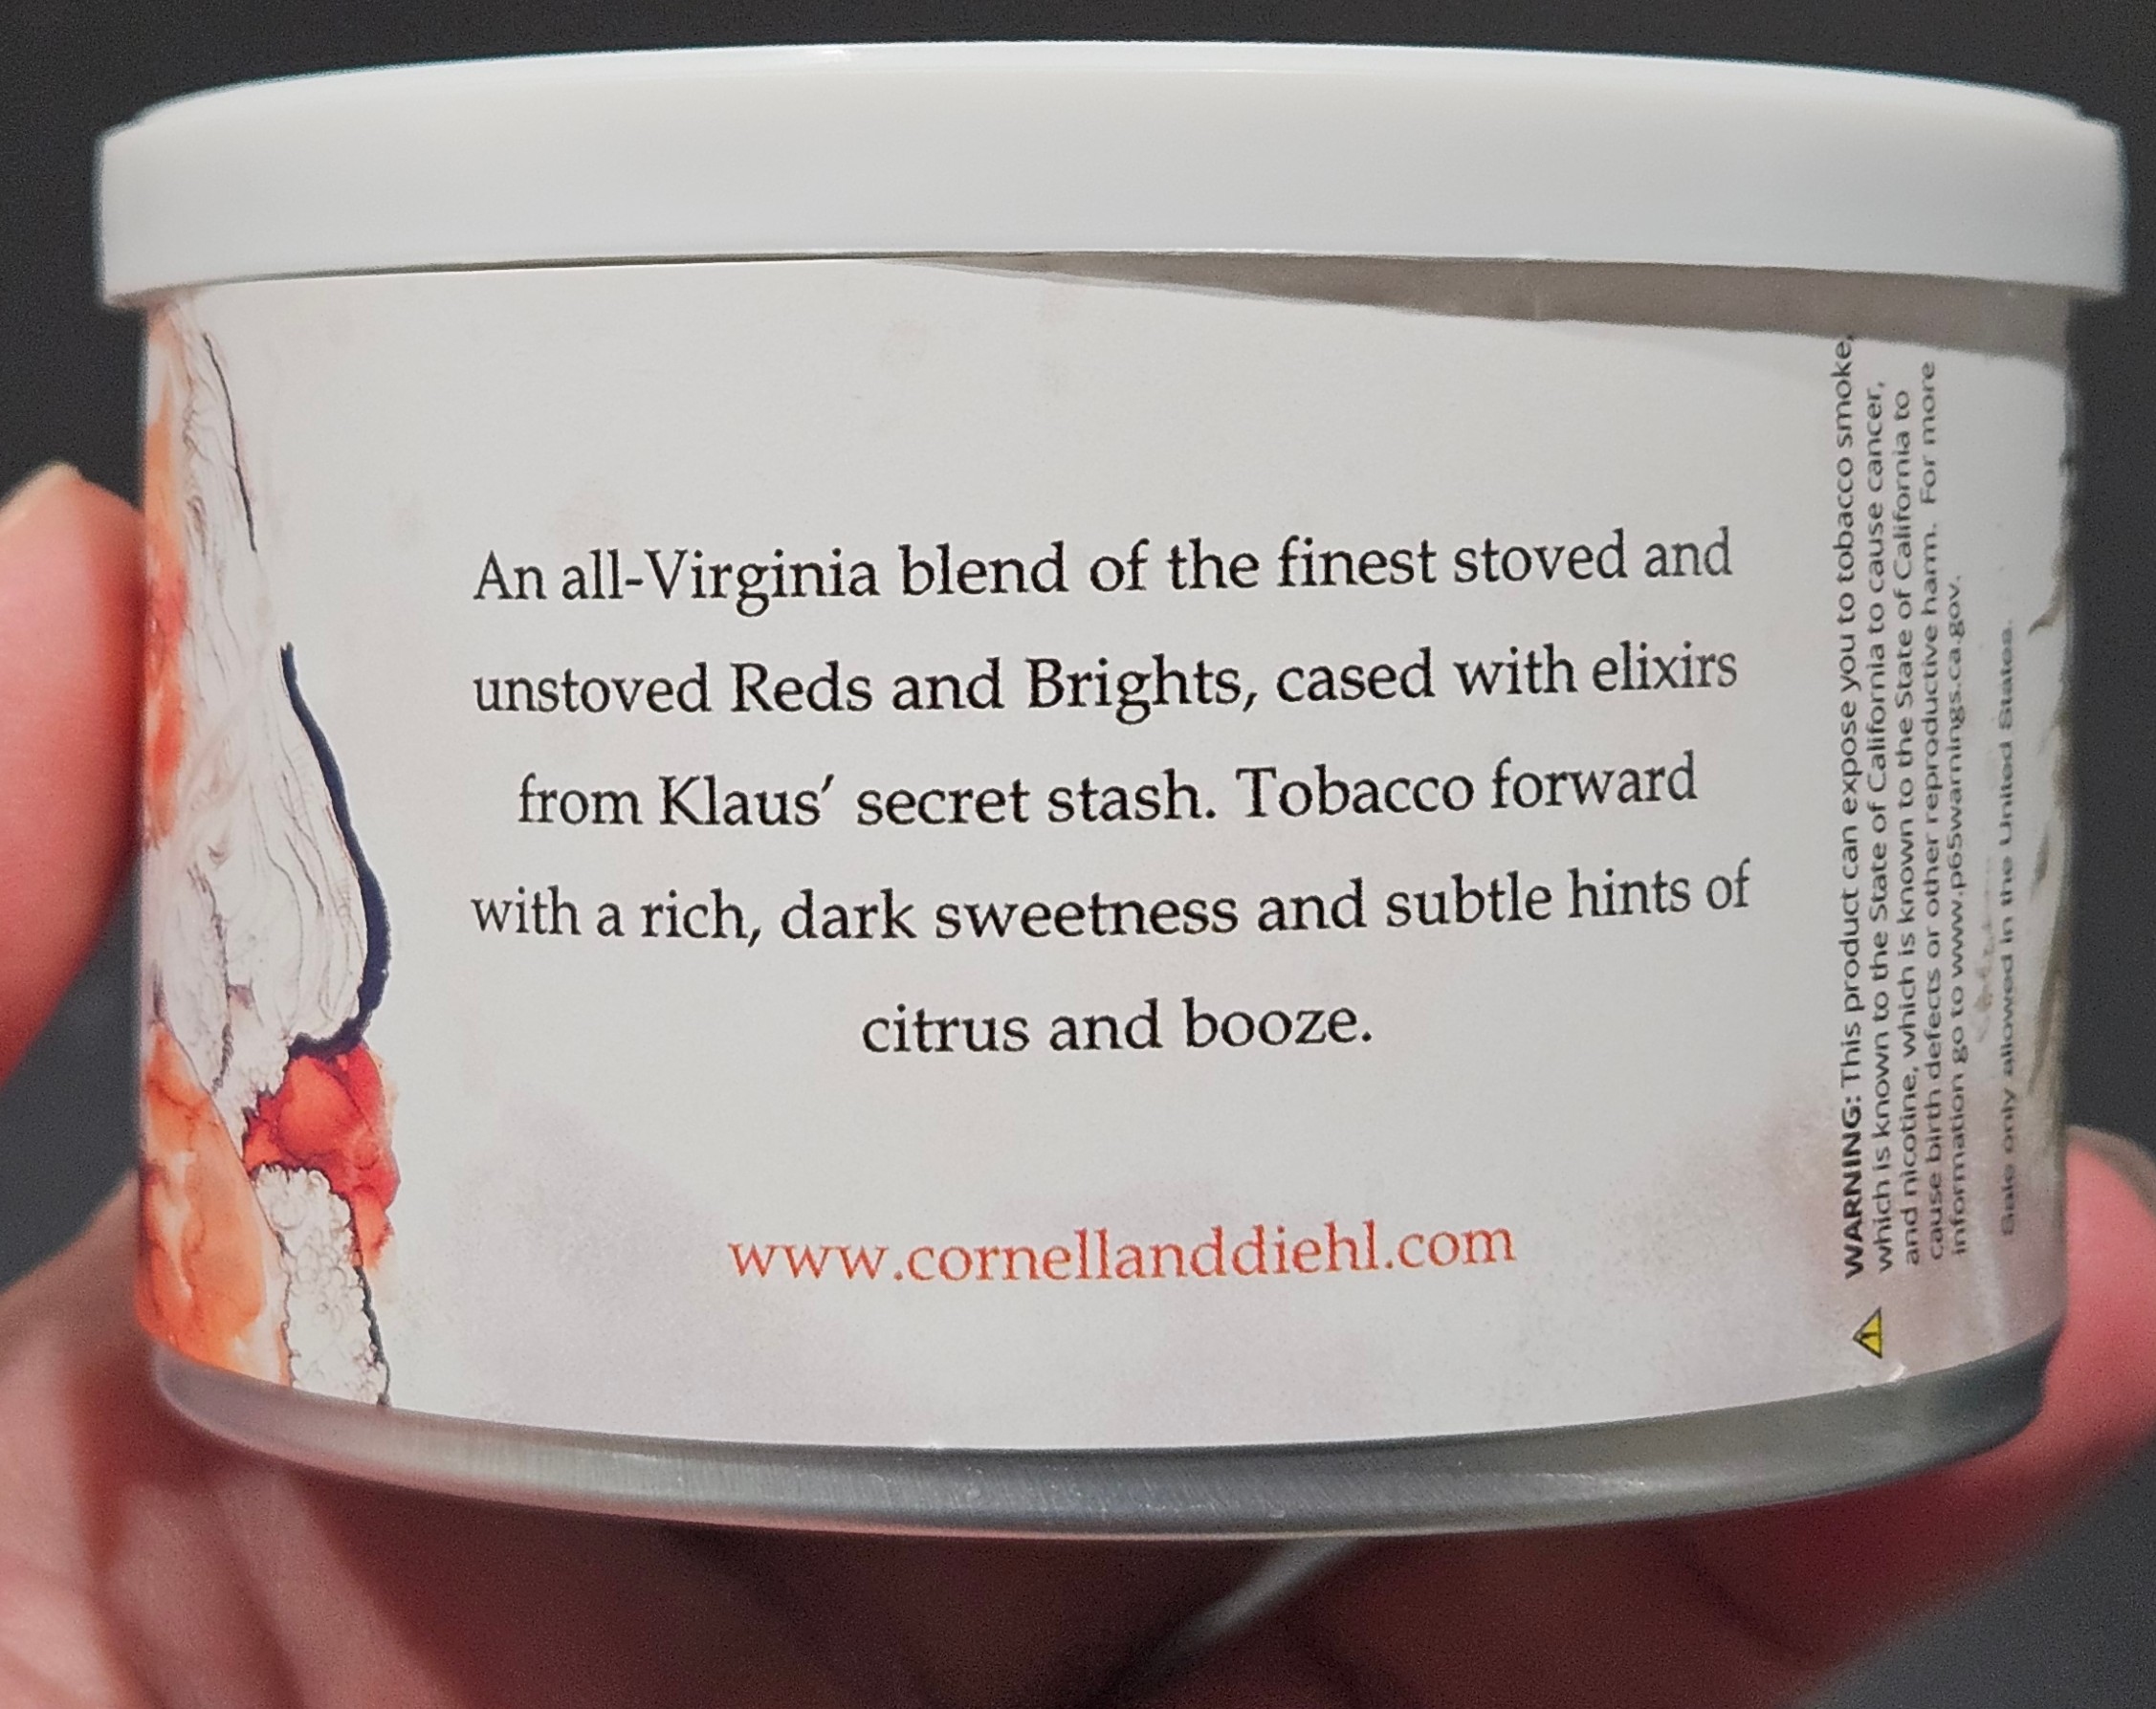 An all-Virginia blend of the finest stoved and
unstoved Reds and Brights, cased with elixirs
from Klaus’ secret stash. Tobacco forward
with a rich, dark sweetness and subtle hints of
citrus and booze.
www.cornellanddiehl.com
WARNING: This product can expose you to tobacco smoke,
which is known to the State of California to cause cancer,
and nicotine, which is known to the State of California to
cause birth defects or other reproductive harm. For more
information go to www.p65warnings.ca.gov.
Sale only allowed in the United States.